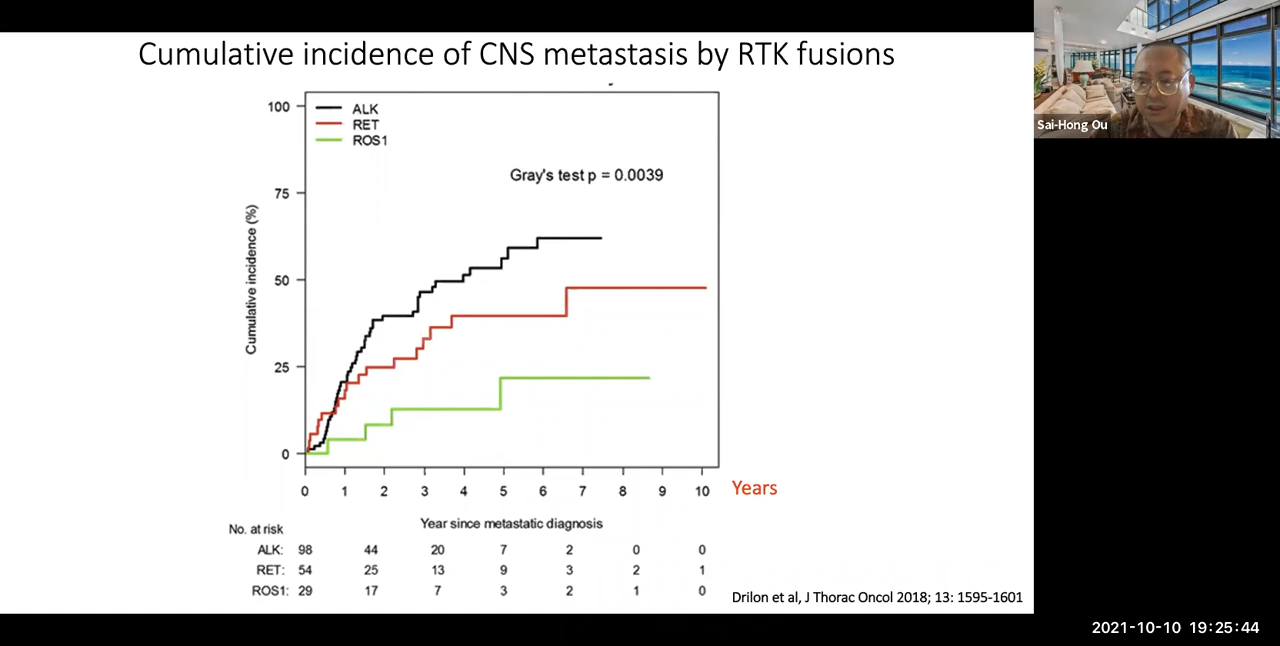 Cumulative incidence of CNS metastasis by RTK fusions
Sai-Hong Ou
ALK
RET
ROS1
Gray's test p = 0.0039
Cumulative incidence (%)
100
75
50
25
0
0 1 2 3 4 5 6 7 8 9 10 Years
Year since metastatic diagnosis
No. at risk
ALK: 98 44 20 7 2 0 0
RET: 54 25 13 9 3 2 1
ROS1: 29 17 7 3 2 1 0
Drilon et al, J Thorac Oncol 2018; 13: 1595-1601
2021-10-10 19:25:44